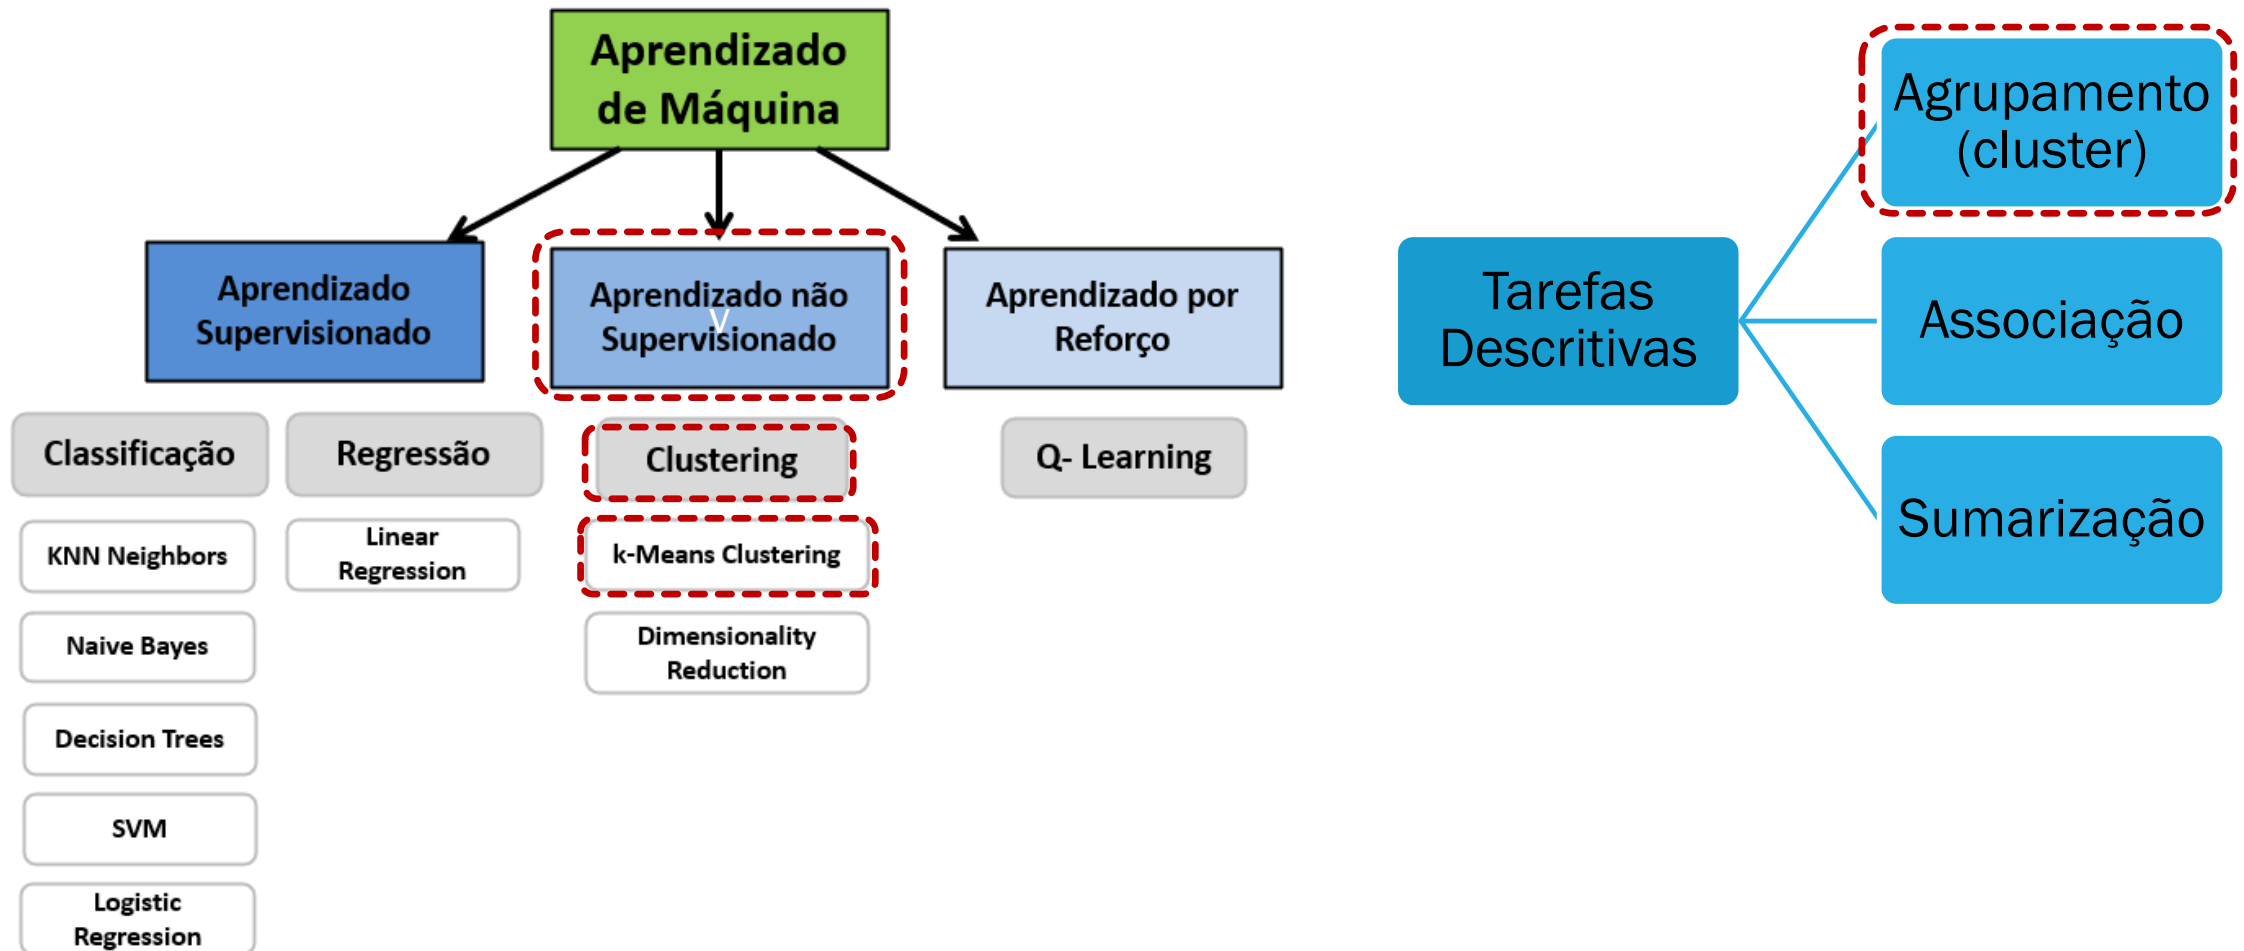 Aprendizado
de Máquina
Aprendizado
Supervisionado
Aprendizado não
Supervisionado
V
Aprendizado por
Reforço
Classificação
Regressão
Clustering
Q- Learning
KNN Neighbors
Linear
Regression
k-Means Clustering
Naive Bayes
Dimensionality
Reduction
Decision Trees
SVM
Logistic
Regression
Tarefas
Descritivas
Agrupamento
(cluster)
Associação
Sumarização